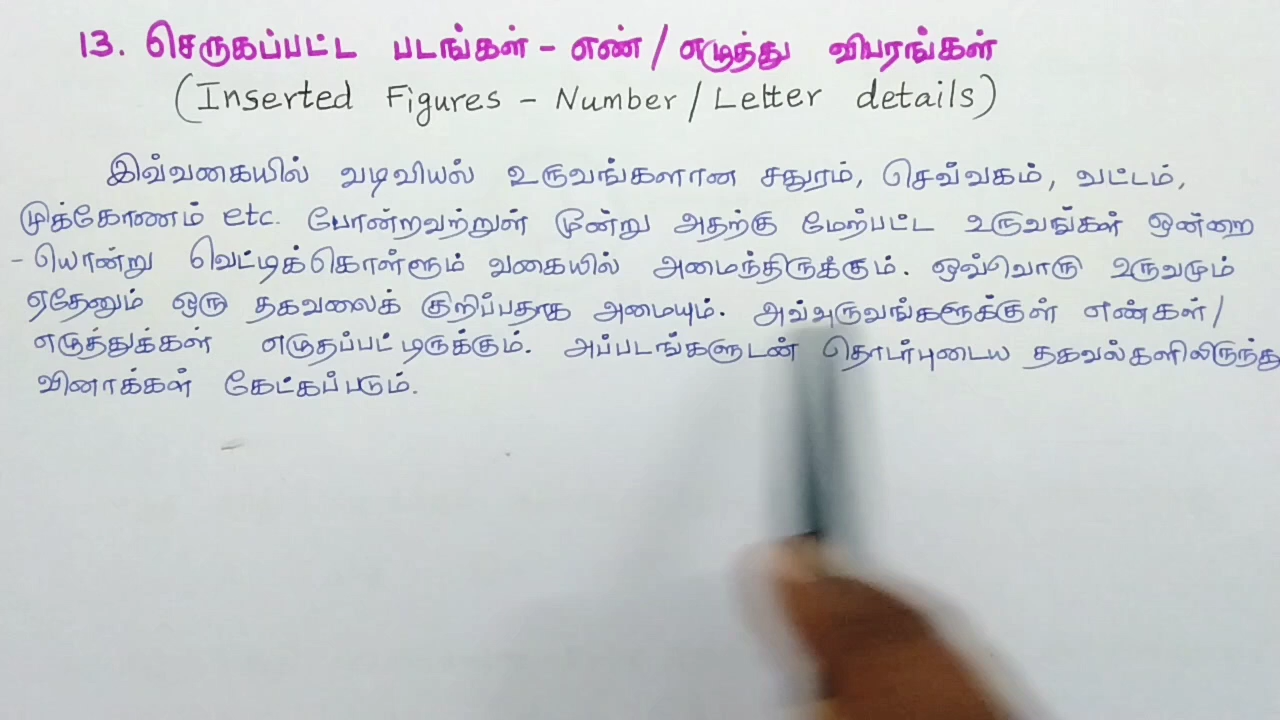 13. செருகப்பட்ட படங்கள் - எண் / எழுத்து விபரங்கள்
(Inserted Figures - Number / Letter details)
இவ்வகையில் வடிவியல் உருவங்களான சதுரம், செவ்வகம், வட்டம்,
முக்கோணம் etc. போன்றவற்றுள் மூன்று அதற்கு மேற்பட்ட உருவங்கள் ஒன்றை
- யொன்று வெட்டிக்கொள்ளும் வகையில் அமைந்திருக்கும். ஒவ்வொரு உருவமும்
ஏதேனும் ஒரு தகவலைக் குறிப்பதாக அமையும். அவ்வுருவங்களுக்குள் எண்கள் /
எழுத்துக்கள் எழுதப்பட்டிருக்கும். அப்படங்களுடன் தொடர்புடைய தகவல்களிலிருந்து
வினாக்கள் கேட்கப்படும்.